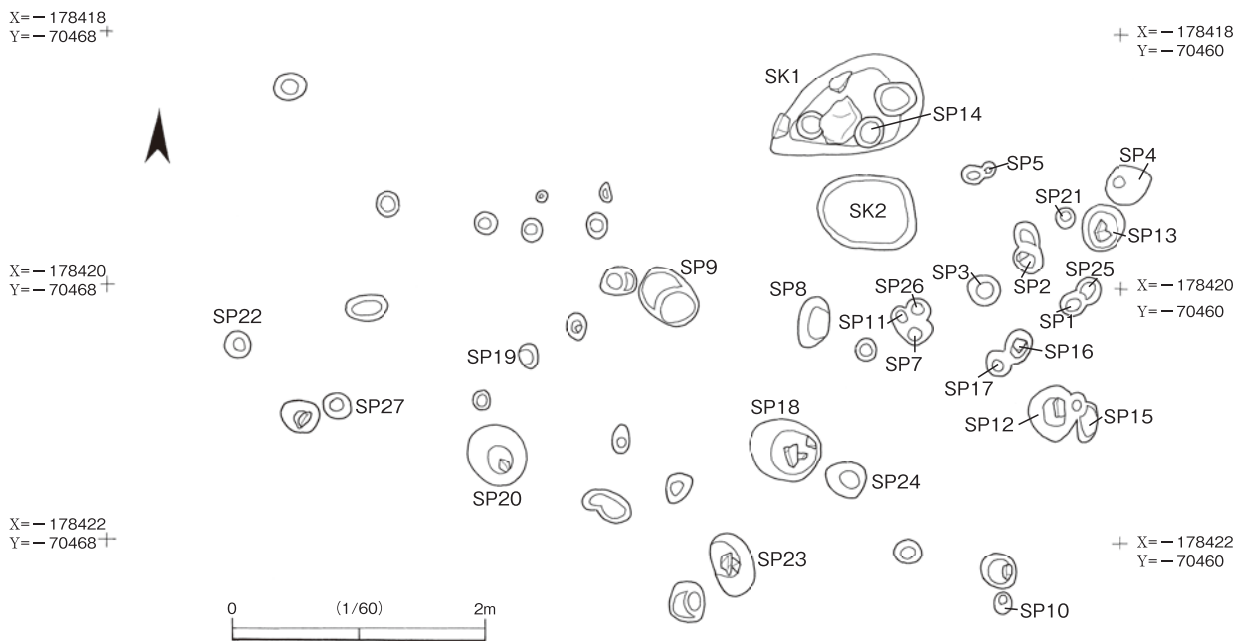 X=−178418
Y=−70468
X=−178418
Y=−70460
SK1
SP14
SP5
SP4
SP21
SK2
SP13
X=−178420
Y=−70468
SP9
SP8
SP26
SP3
SP2
SP25
X=−178420
Y=−70460
SP22
SP11
SP1
SP19
SP7
SP16
SP17
SP27
SP18
SP12
SP15
SP20
SP24
X=−178422
Y=−70468
SP23
X=−178422
Y=−70460
SP10
0 (1/60) 2m